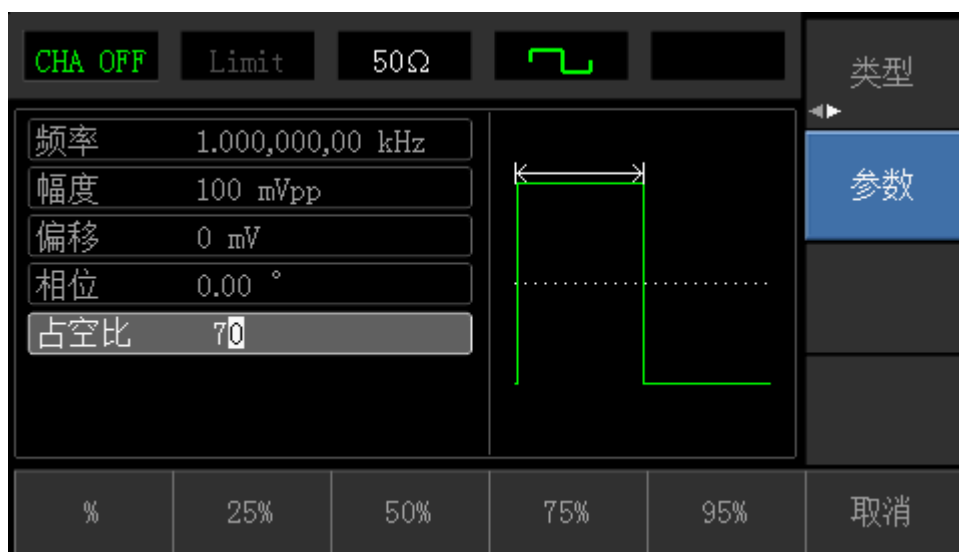 CHA OFF Limit 50Ω
类型
频率 1.000,000,00 kHz
幅度 100 mVpp
偏移 0 mV
相位 0.00 °
占空比 70
参数
% 25% 50% 75% 95% 取消